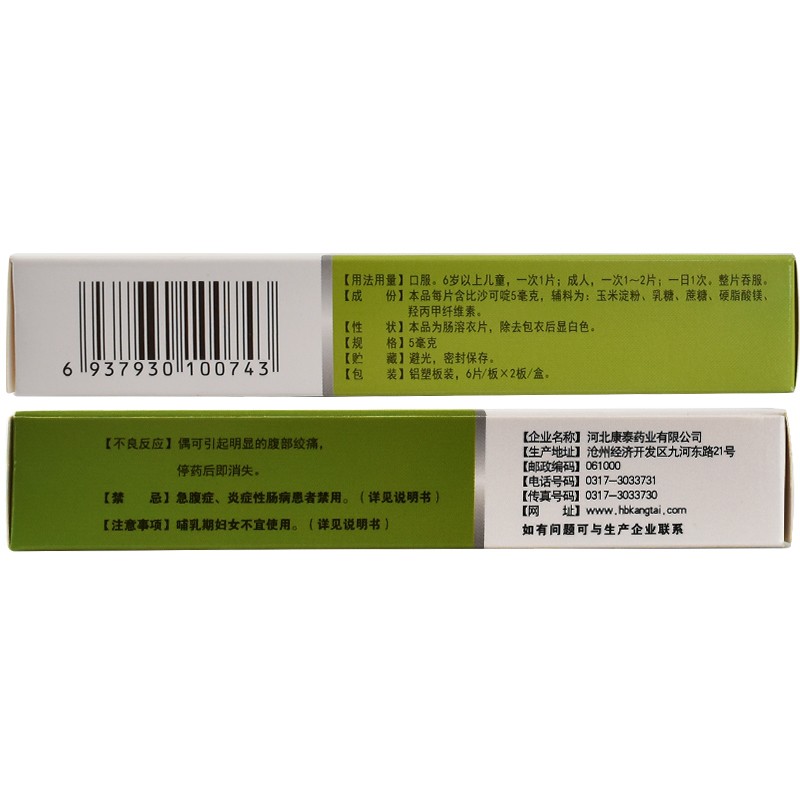 6 937930 100743
【用法用量】口服。6岁以上儿童，一次1片；成人，一次1～2片；一日1次。整片吞服。
【成　份】本品每片含比沙可啶5毫克，辅料为：玉米淀粉、乳糖、蔗糖、硬脂酸镁、
羟丙甲纤维素。
【性　状】本品为肠溶衣片，除去包衣后显白色。
【规　格】5毫克
【贮　藏】避光，密封保存。
【包　装】铝塑板装，6片/板×2板/盒。
【不良反应】偶可引起明显的腹部绞痛，
停药后即消失。
【禁　忌】急腹症、炎症性肠病患者禁用。（详见说明书）
【注意事项】哺乳期妇女不宜使用。（详见说明书）
【企业名称】河北康泰药业有限公司
【生产地址】沧州经济开发区九河东路21号
【邮政编码】061000
【电话号码】0317—3033731
【传真号码】0317—3033730
【网　址】www.hbkangtai.com
如有问题可与生产企业联系